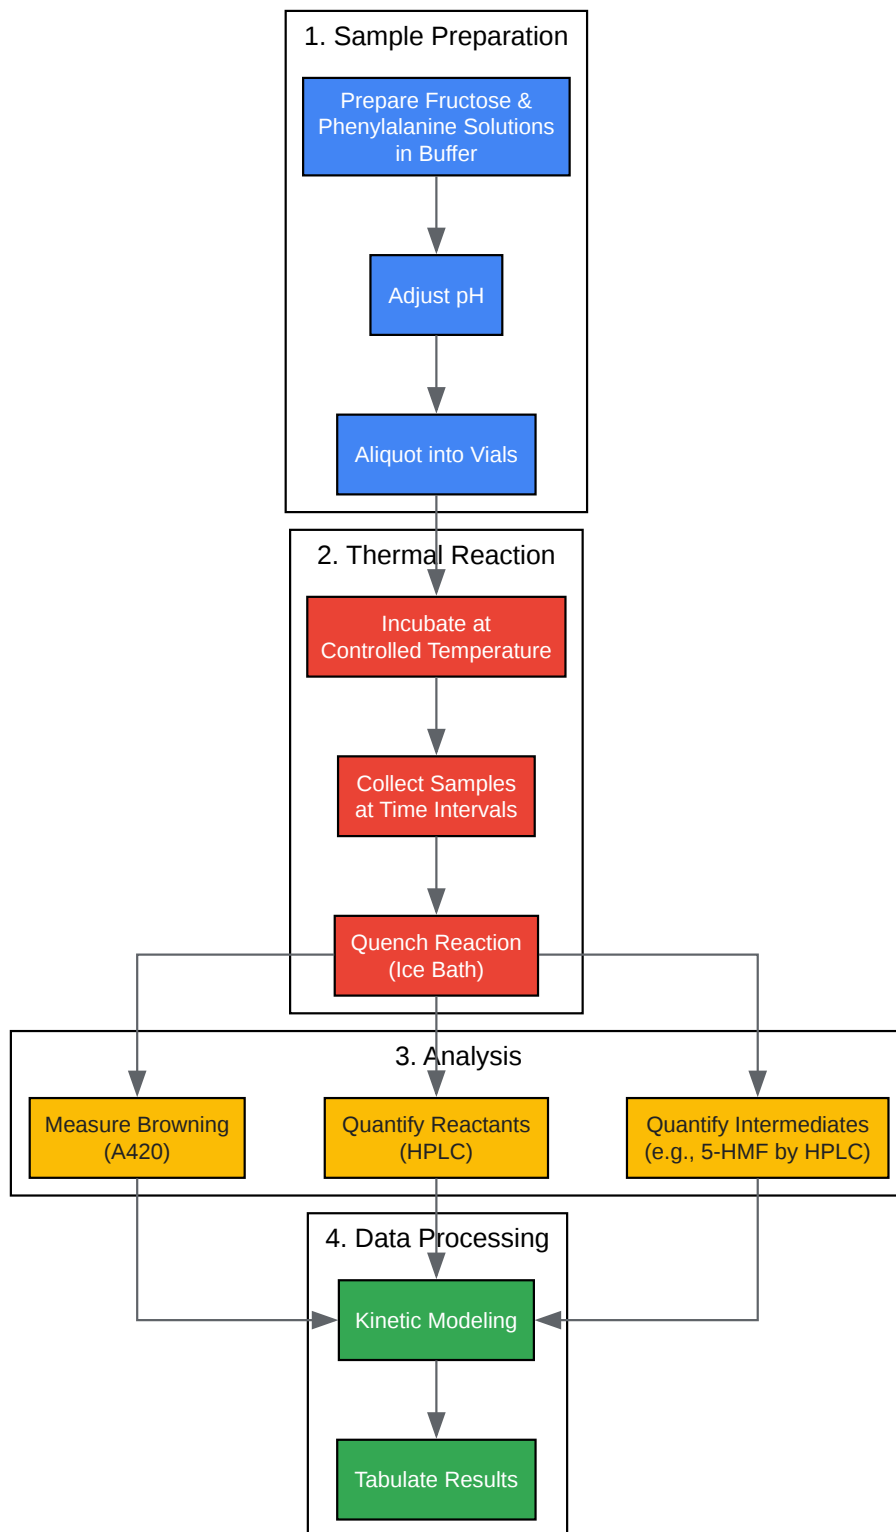 1. Sample Preparation
Prepare Fructose &
Phenylalanine Solutions
in Buffer
Adjust pH
Aliquot into Vials
2. Thermal Reaction
Incubate at
Controlled Temperature
Collect Samples
at Time Intervals
Quench Reaction
(Ice Bath)
3. Analysis
Measure Browning
(A420)
Quantify Reactants
(HPLC)
Quantify Intermediates
(e.g., 5-HMF by HPLC)
4. Data Processing
Kinetic Modeling
Tabulate Results